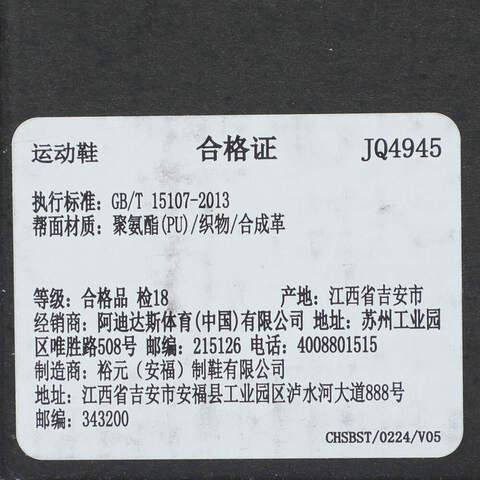 运动鞋 合格证 JQ4945
执行标准：GB/T 15107-2013
帮面材质：聚氨酯(PU)/织物/合成革
等级：合格品 检18 产地：江西省吉安市
经销商：阿迪达斯体育(中国)有限公司 地址：苏州工业园
区唯胜路508号 邮编：215126 电话：4008801515
制造商：裕元（安福）制鞋有限公司
地址：江西省吉安市安福县工业园区泸水河大道888号
邮编：343200
CHSBST/0224/V05